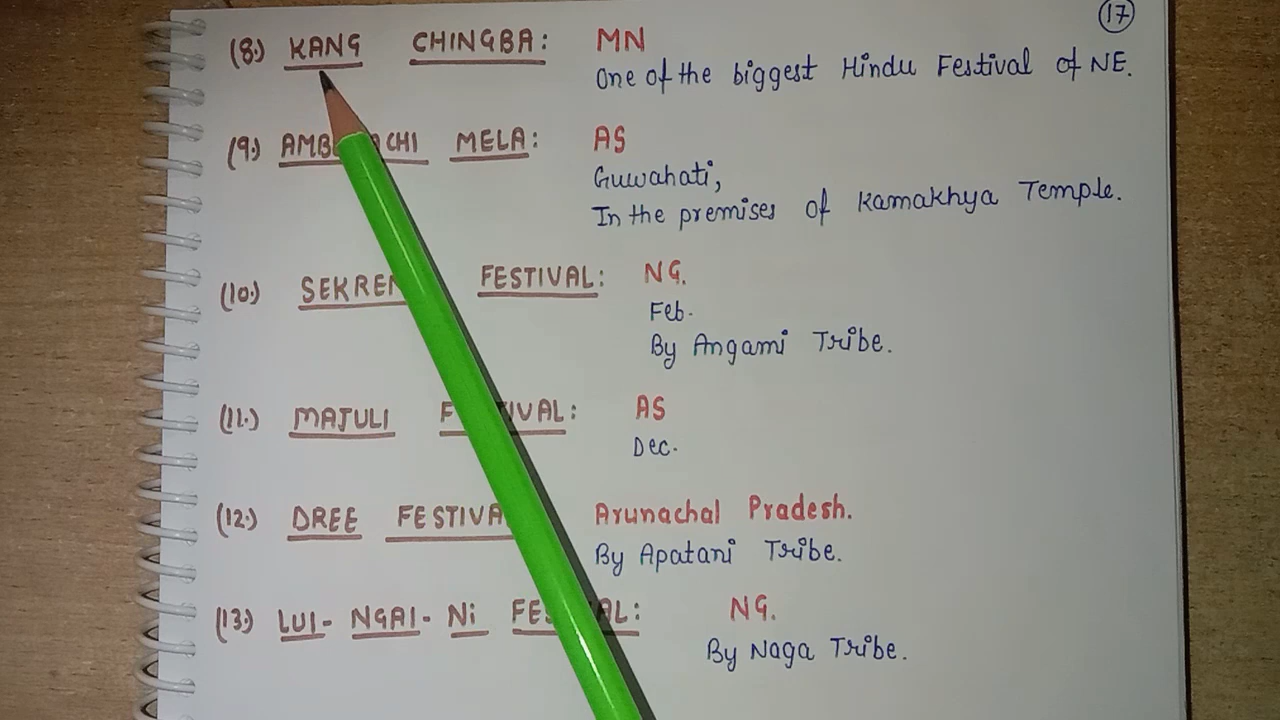 17
(8.) KANG CHINGBA: MN
One of the biggest Hindu Festival of NE.
(9.) MELA: AS
Guwahati,
In the premises of Kamakhya Temple.
(10.) FESTIVAL: NG.
Feb.
By Angami Tribe.
(11.) MAJULI : AS
Dec.
(12.) DREE Arunachal Pradesh.
By Apatani Tribe.
(13.) LUI- NGAI- Ni : NG.
By Naga Tribe.